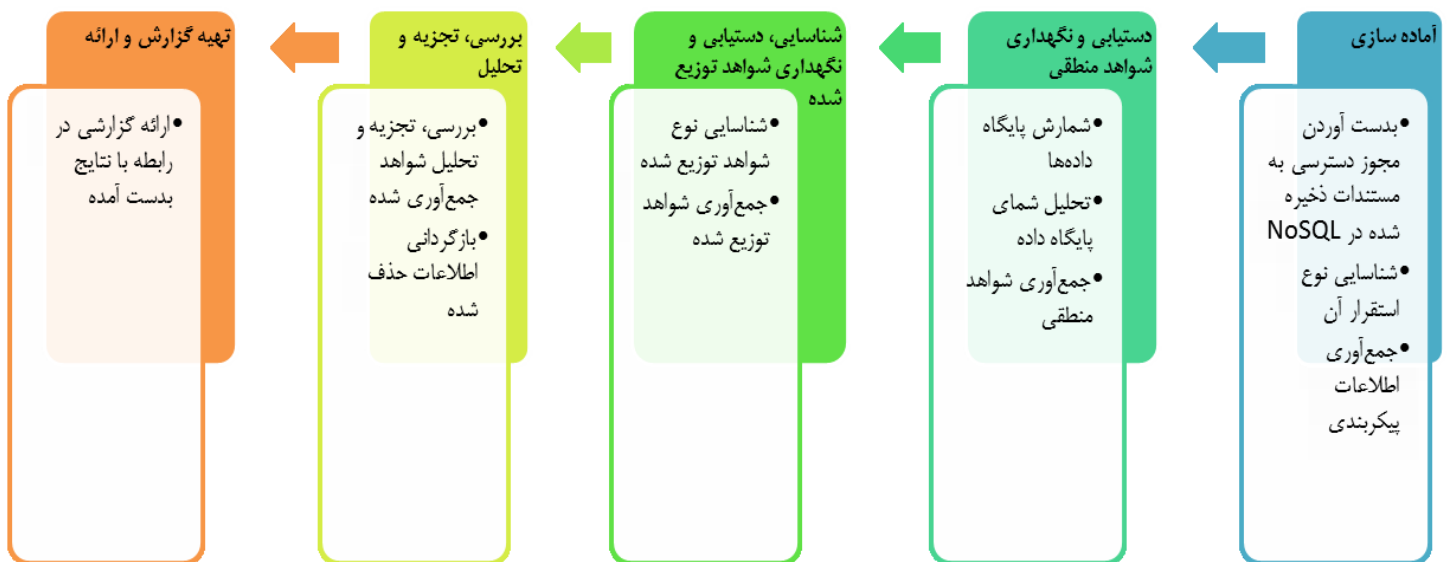 آماده سازی
•بدست آوردن
مجوز دسترسی به
مستندات ذخیره
شده در NoSQL
•شناسایی نوع
استقرار آن
•جمع‌آوری
اطلاعات
پیکربندی
دستیابی و نگهداری
شواهد منطقی
•شمارش پایگاه
داده‌ها
•تحلیل شمای
پایگاه داده
•جمع‌آوری شواهد
منطقی
شناسایی، دستیابی و
نگهداری شواهد توزیع
شده
•شناسایی نوع
شواهد توزیع شده
•جمع‌آوری شواهد
توزیع شده
بررسی، تجزیه و
تحلیل
•بررسی، تجزیه و
تحلیل شواهد
جمع‌آوری شده
•بازگردانی
اطلاعات حذف
شده
تهیه گزارش و ارائه
•ارائه گزارشی در
رابطه با نتایج
بدست آمده